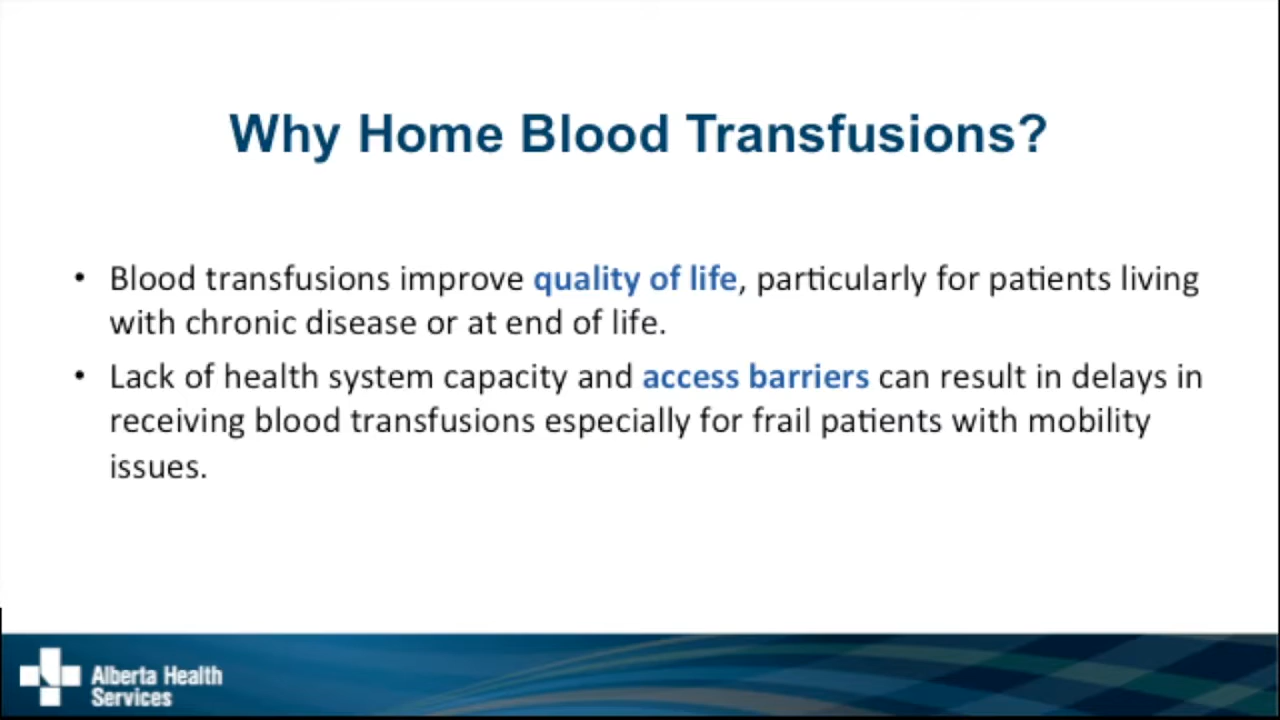 Why Home Blood Transfusions?
• Blood transfusions improve quality of life, particularly for patients living
with chronic disease or at end of life.
• Lack of health system capacity and access barriers can result in delays in
receiving blood transfusions especially for frail patients with mobility
issues.
Alberta Health
Services